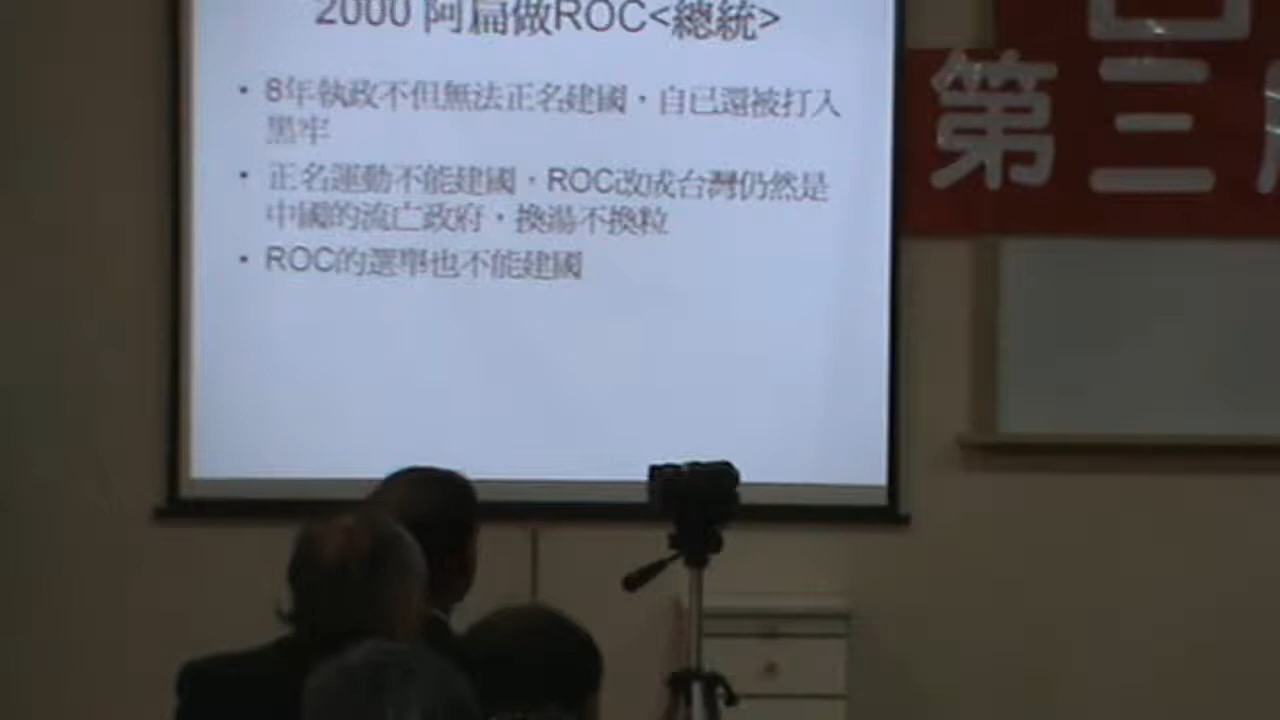 2000 阿扁做ROC<總統>
• 8年執政不但無法正名建國，自已還被打入
黑牢
• 正名運動不能建國，ROC改成台灣仍然是
中國的流亡政府，換湯不換粒
• ROC的選舉也不能建國
第三